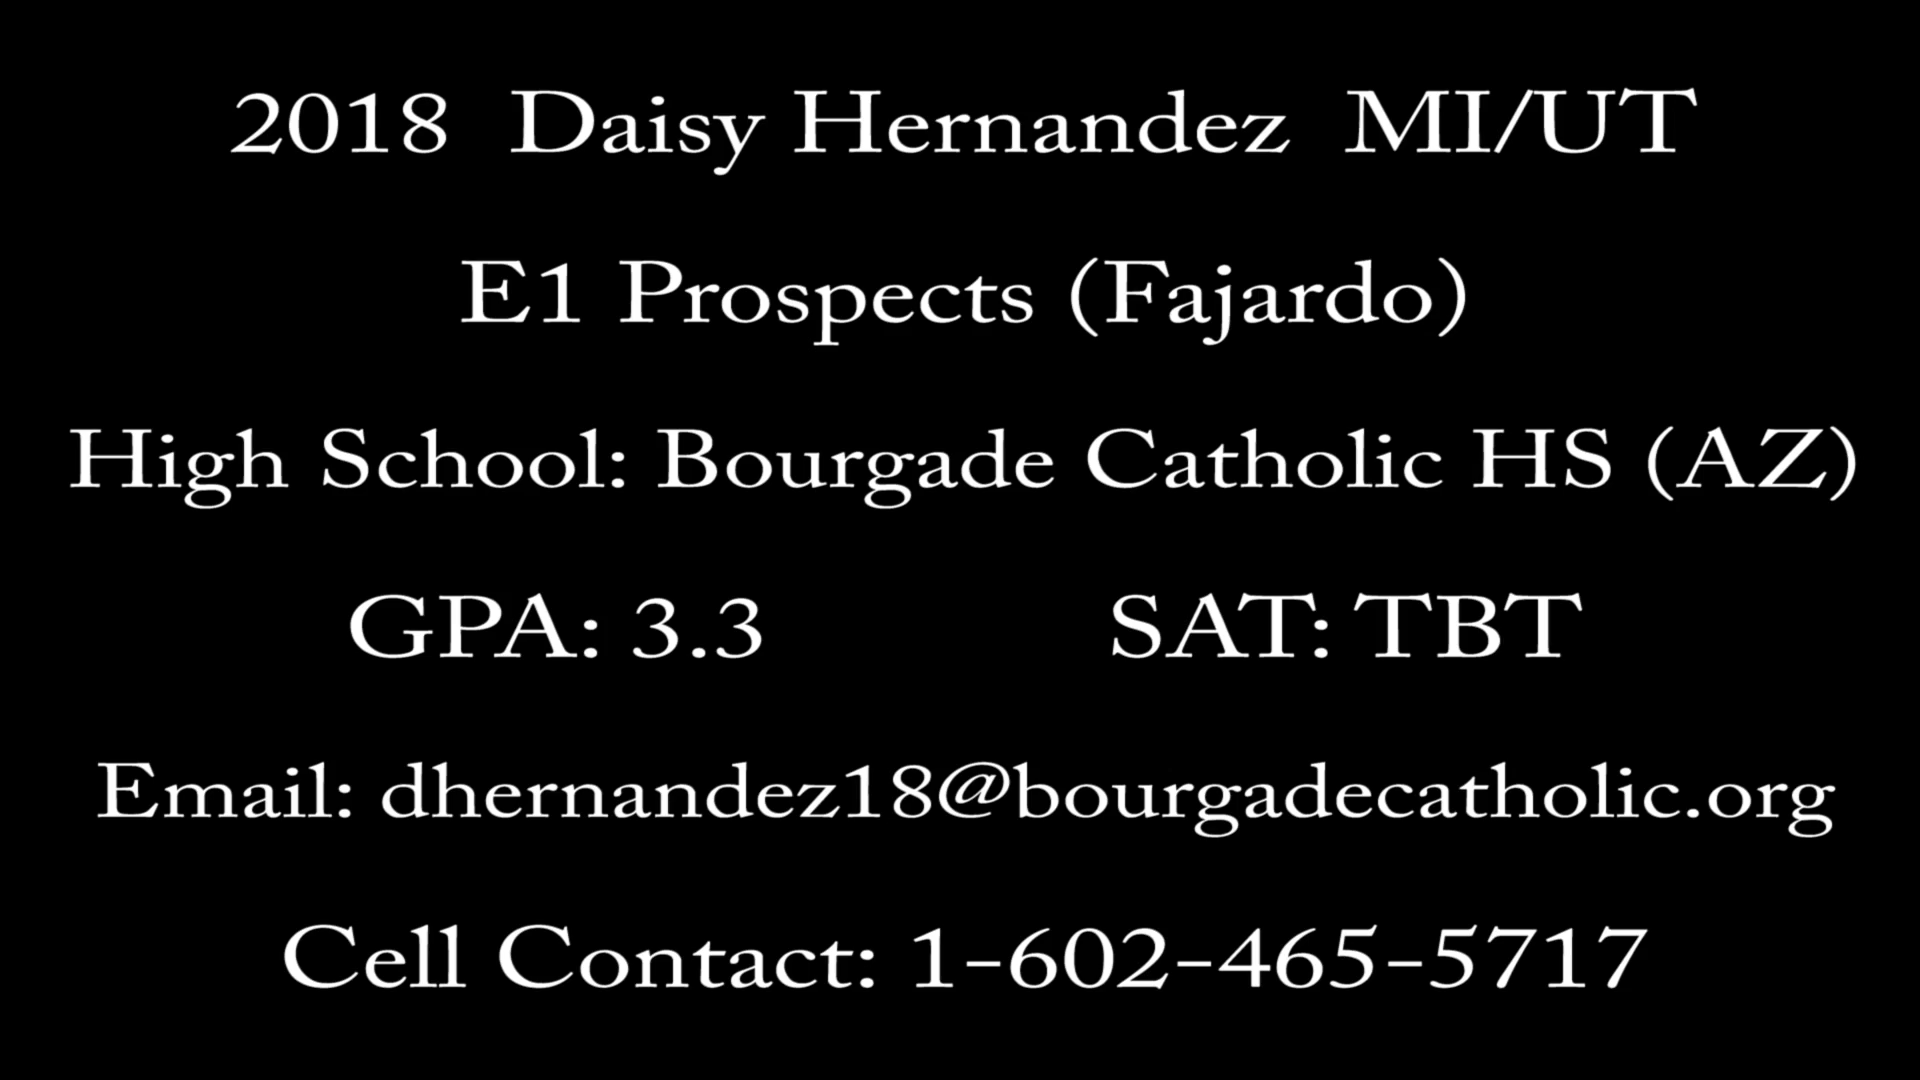 2018 Daisy Hernandez MI/UT
E1 Prospects (Fajardo)
High School: Bourgade Catholic HS (AZ)
GPA: 3.3 SAT: TBT
Email: dhernandez18@bourgadecatholic.org
Cell Contact: 1-602-465-5717